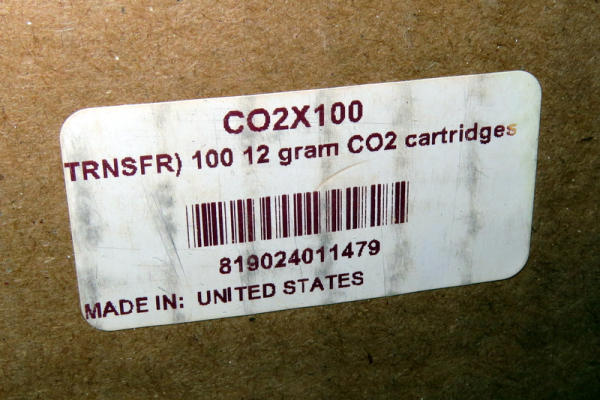 CO2X100
TRNSFR) 100 12 gram CO2 cartridges
819024011479
MADE IN: UNITED STATES